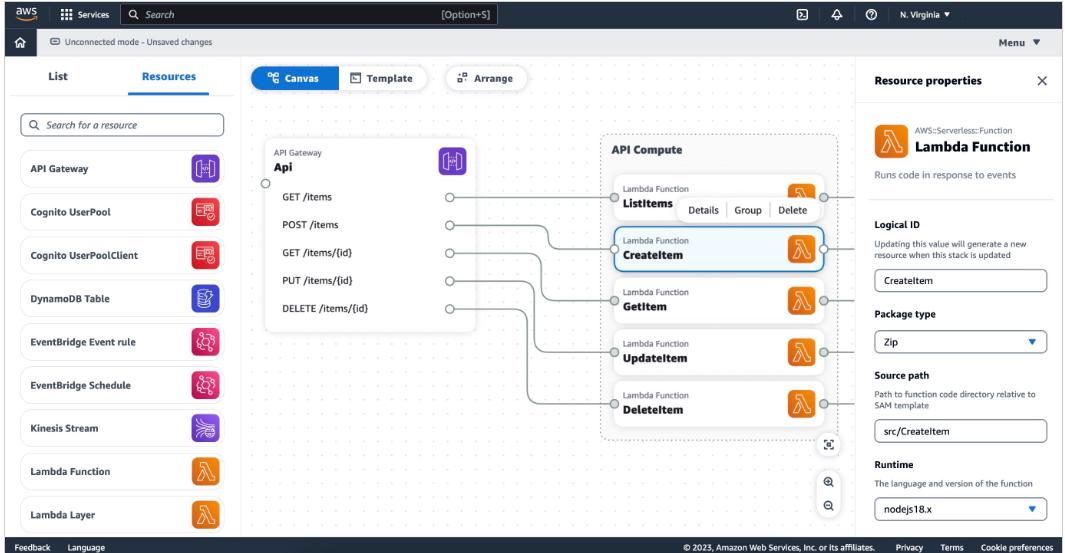 aws
Services
Search
[Option+S]
N. Virginia
Unconnected mode - Unsaved changes
Menu
List
Resources
Search for a resource
API Gateway
Cognito UserPool
Cognito UserPoolClient
DynamoDB Table
EventBridge Event rule
EventBridge Schedule
Kinesis Stream
Lambda Function
Lambda Layer
Canvas
Template
Arrange
API Gateway
Api
GET /items
POST /items
GET /items/{id}
PUT /items/{id}
DELETE /items/{id}
API Compute
Lambda Function
ListItems
Details
Group
Delete
Lambda Function
CreateItem
Lambda Function
GetItem
Lambda Function
UpdateItem
Lambda Function
DeleteItem
Resource properties
AWS::Serverless::Function
Lambda Function
Runs code in response to events
Logical ID
Updating this value will generate a new
resource when this stack is updated
CreateItem
Package type
Zip
Source path
Path to function code directory relative to
SAM template
src/CreateItem
Runtime
The language and version of the function
nodejs18.x
Feedback
Language
© 2023, Amazon Web Services, Inc. or its affiliates.
Privacy
Terms
Cookie preferences